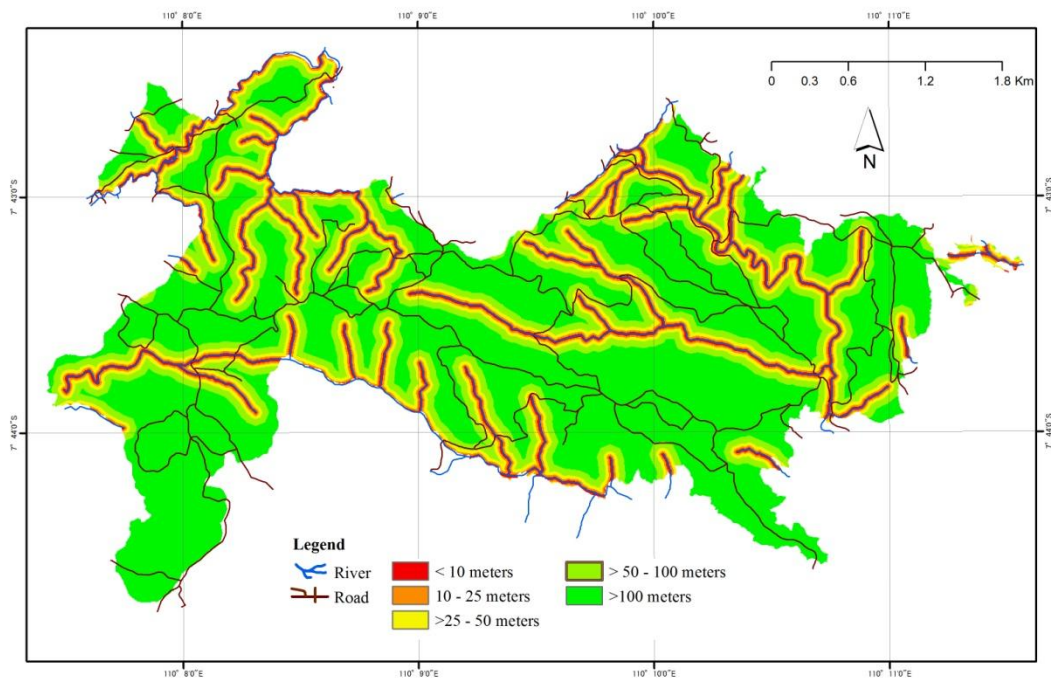 110° 8'0"E 110° 9'0"E 110° 10'0"E 110° 11'0"E
0 0.3 0.6 1.2 1.8 Km
N
7° 43'0"S 7° 43'0"S
7° 44'0"S 7° 44'0"S
Legend
River
Road
< 10 meters
10 - 25 meters
>25 - 50 meters
> 50 - 100 meters
>100 meters
110° 8'0"E 110° 9'0"E 110° 10'0"E 110° 11'0"E